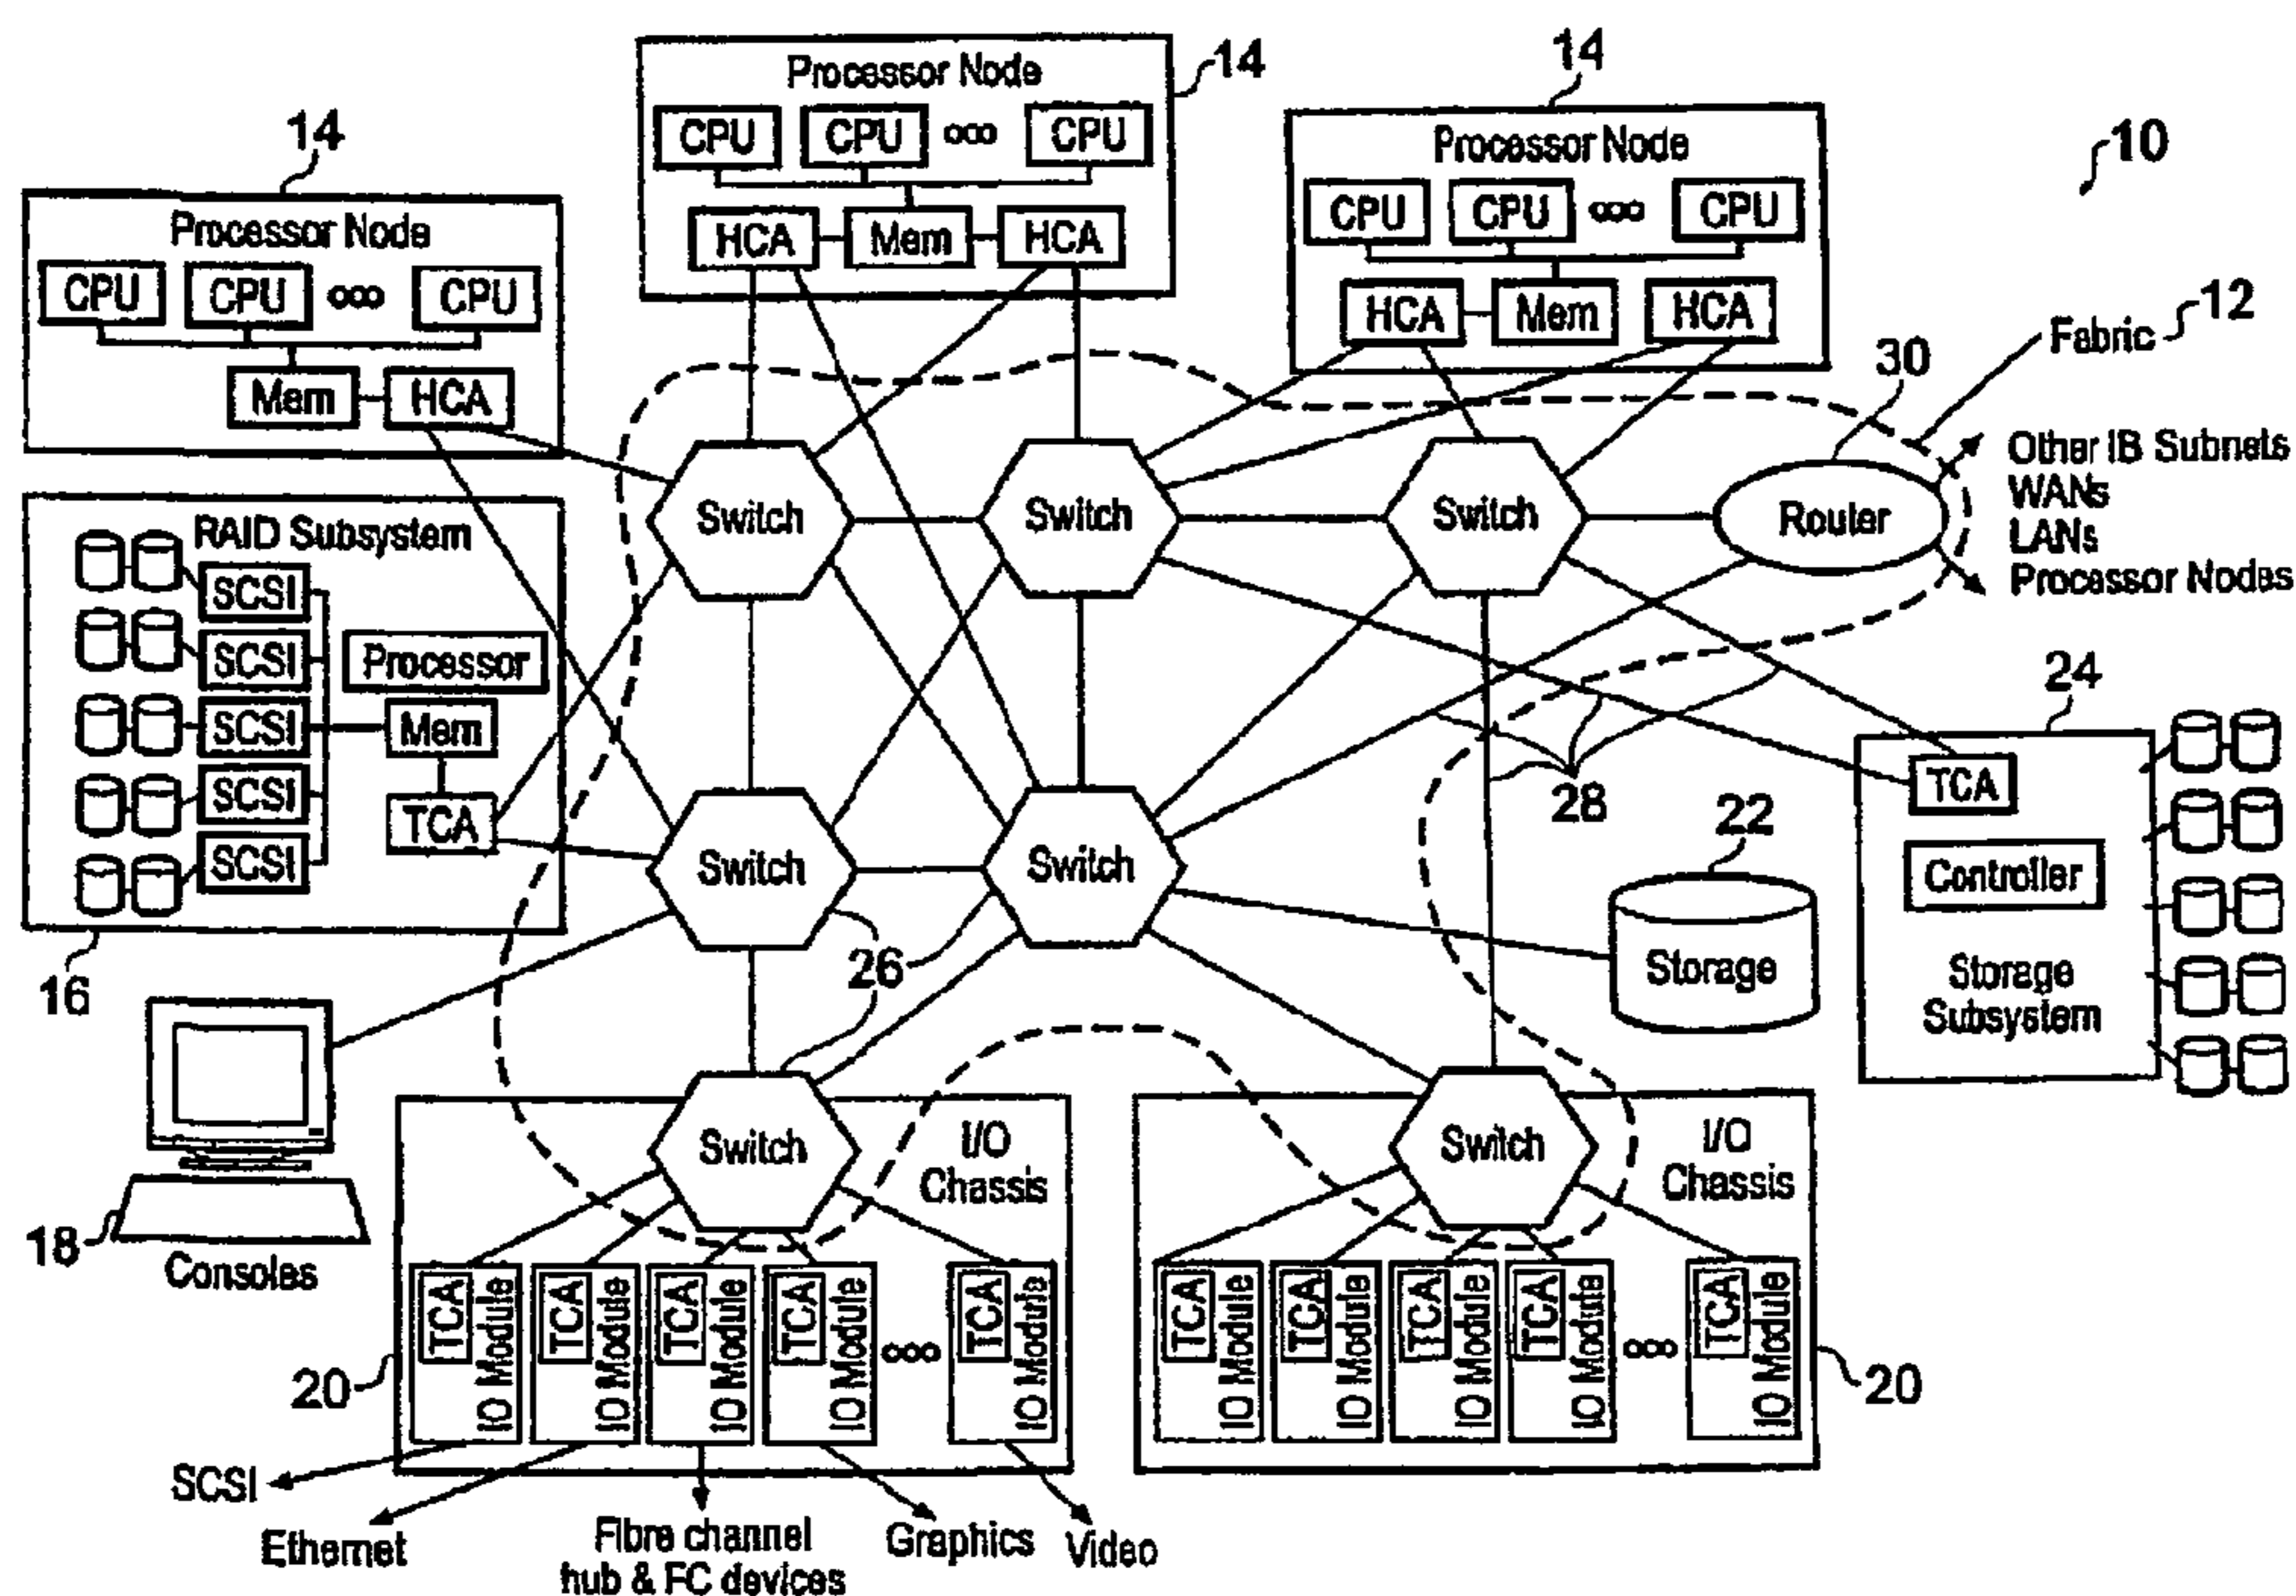 14
Processor Node
CPU
CPU
CPU
HCA
Mem
HCA
14
Processor Node
CPU
CPU
CPU
HCA
Mem
HCA
10
14
Processor Node
CPU
CPU
CPU
Mem
HCA
Fabric
12
30
Other IB Subnets
WANs
LANs
Processor Nodes
Switch
Switch
Switch
Router
RAID Subsystem
SCSI
SCSI
SCSI
SCSI
SCSI
Processor
Mem
TCA
16
Switch
Switch
26
28
22
Storage
24
TCA
Controller
Storage
Subsystem
18
Consoles
Switch
I/O
Chassis
TCA
IO Module
TCA
IO Module
TCA
IO Module
TCA
IO Module
TCA
IO Module
20
SCSI
Ethernet
Fibre channel
hub & FC devices
Graphics
Video
Switch
I/O
Chassis
TCA
IO Module
TCA
IO Module
TCA
IO Module
TCA
IO Module
TCA
IO Module
20